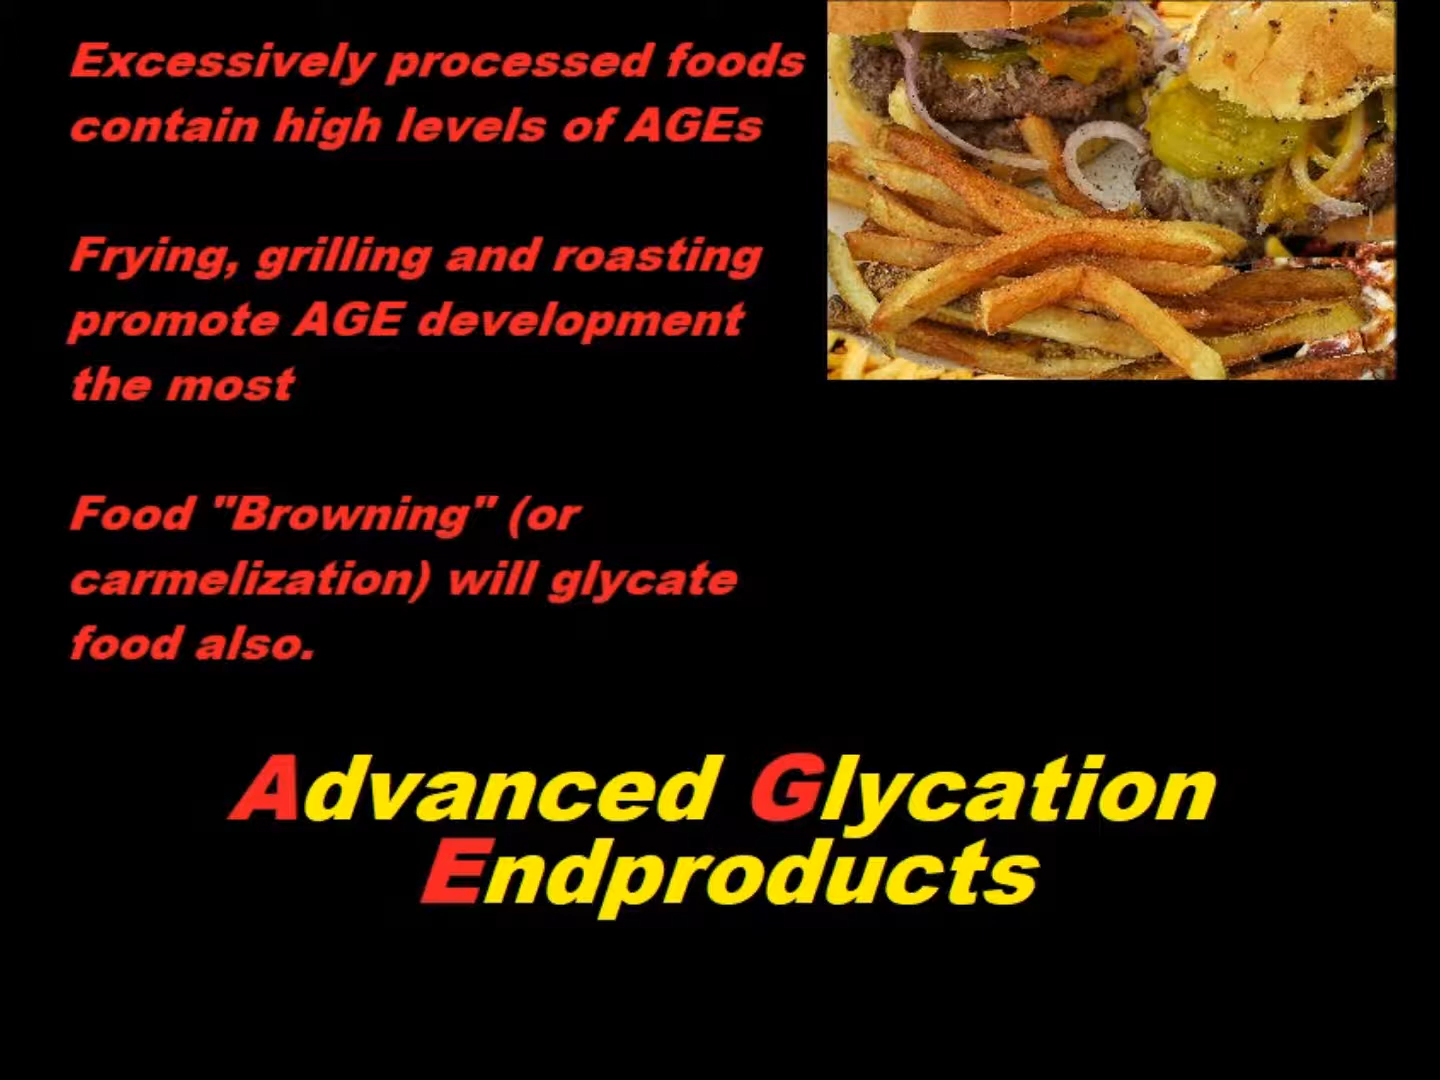 Excessively processed foods
contain high levels of AGEs
Frying, grilling and roasting
promote AGE development
the most
Food "Browning" (or
carmelization) will glycate
food also.
Advanced Glycation
Endproducts